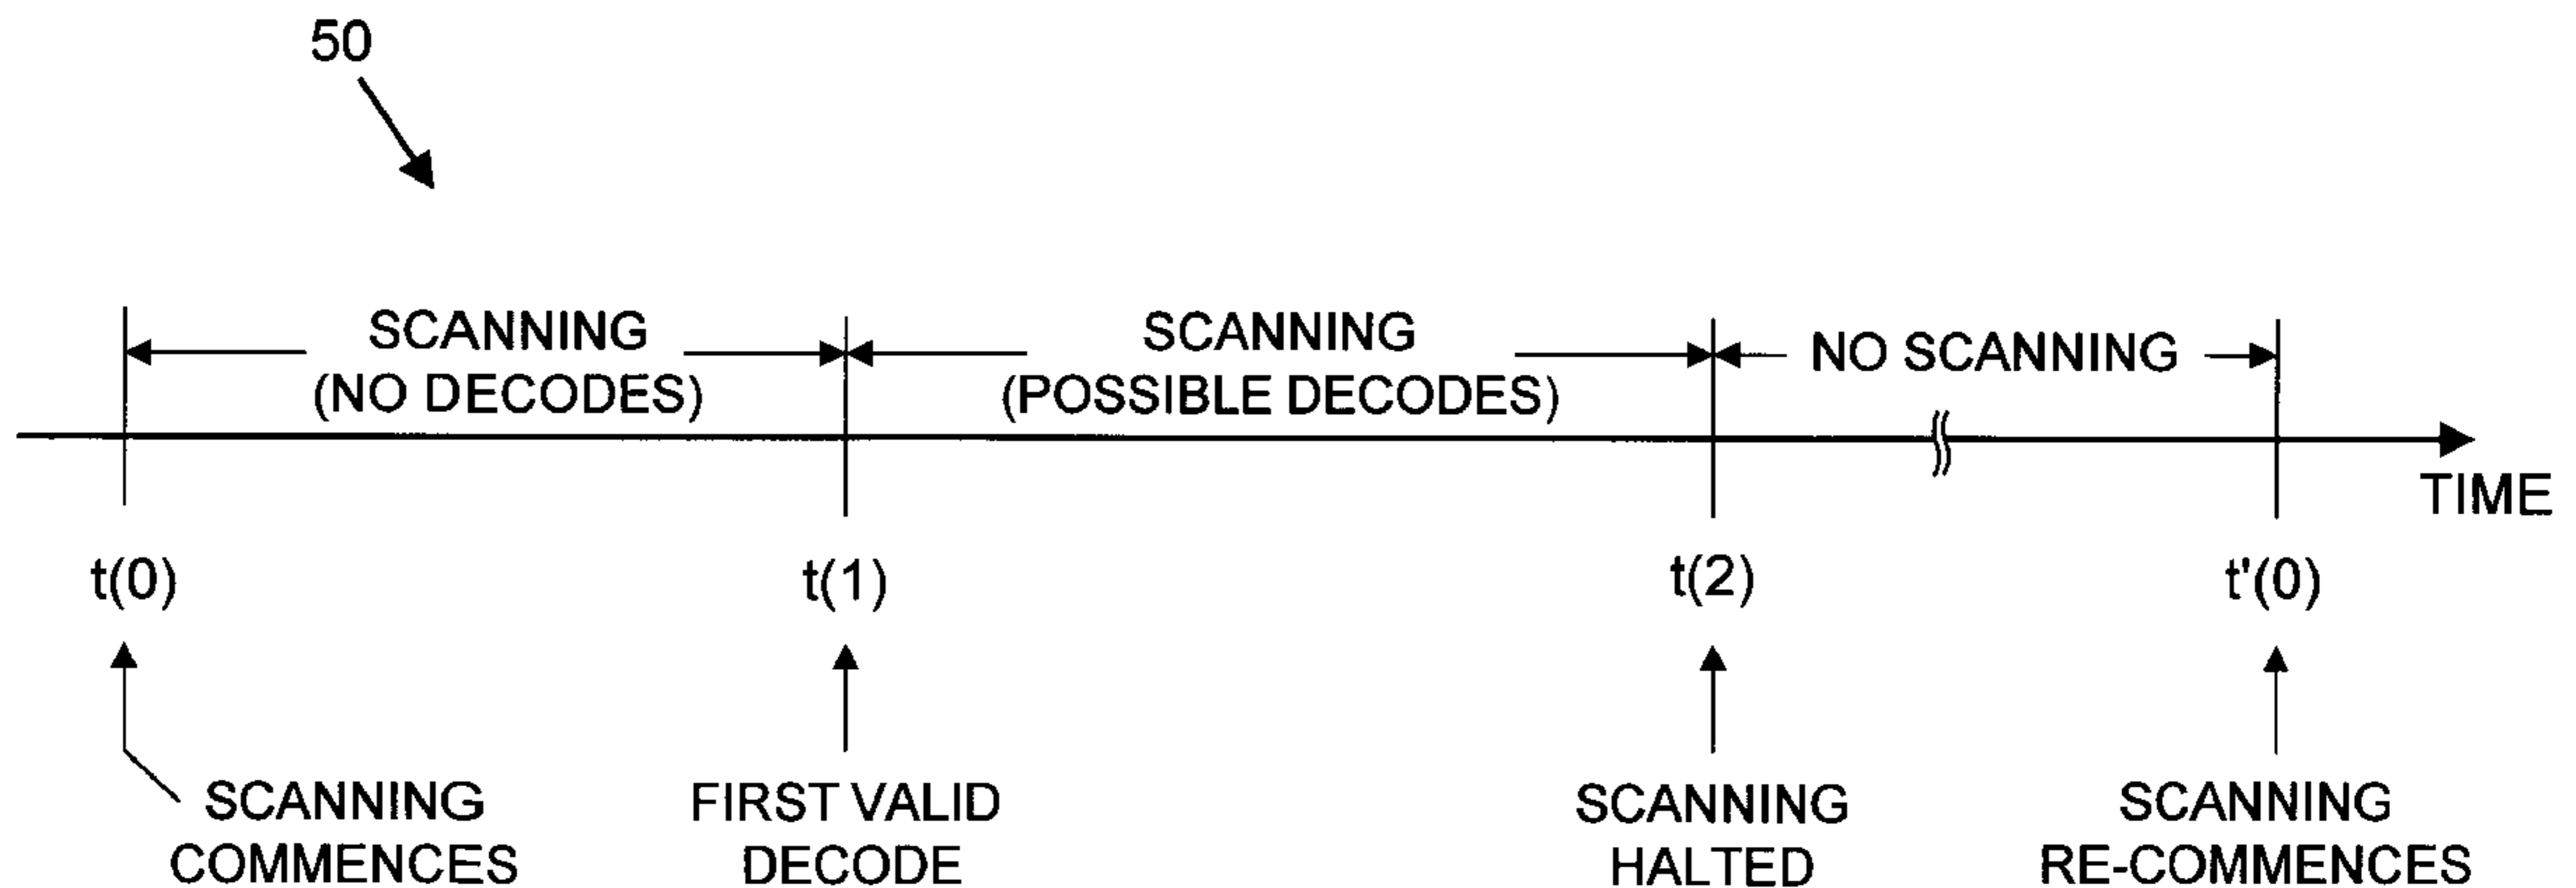 50
SCANNING
(NO DECODES)
SCANNING
(POSSIBLE DECODES)
NO SCANNING
TIME
t(0)
t(1)
t(2)
t'(0)
SCANNING
COMMENCES
FIRST VALID
DECODE
SCANNING
HALTED
SCANNING
RE-COMMENCES